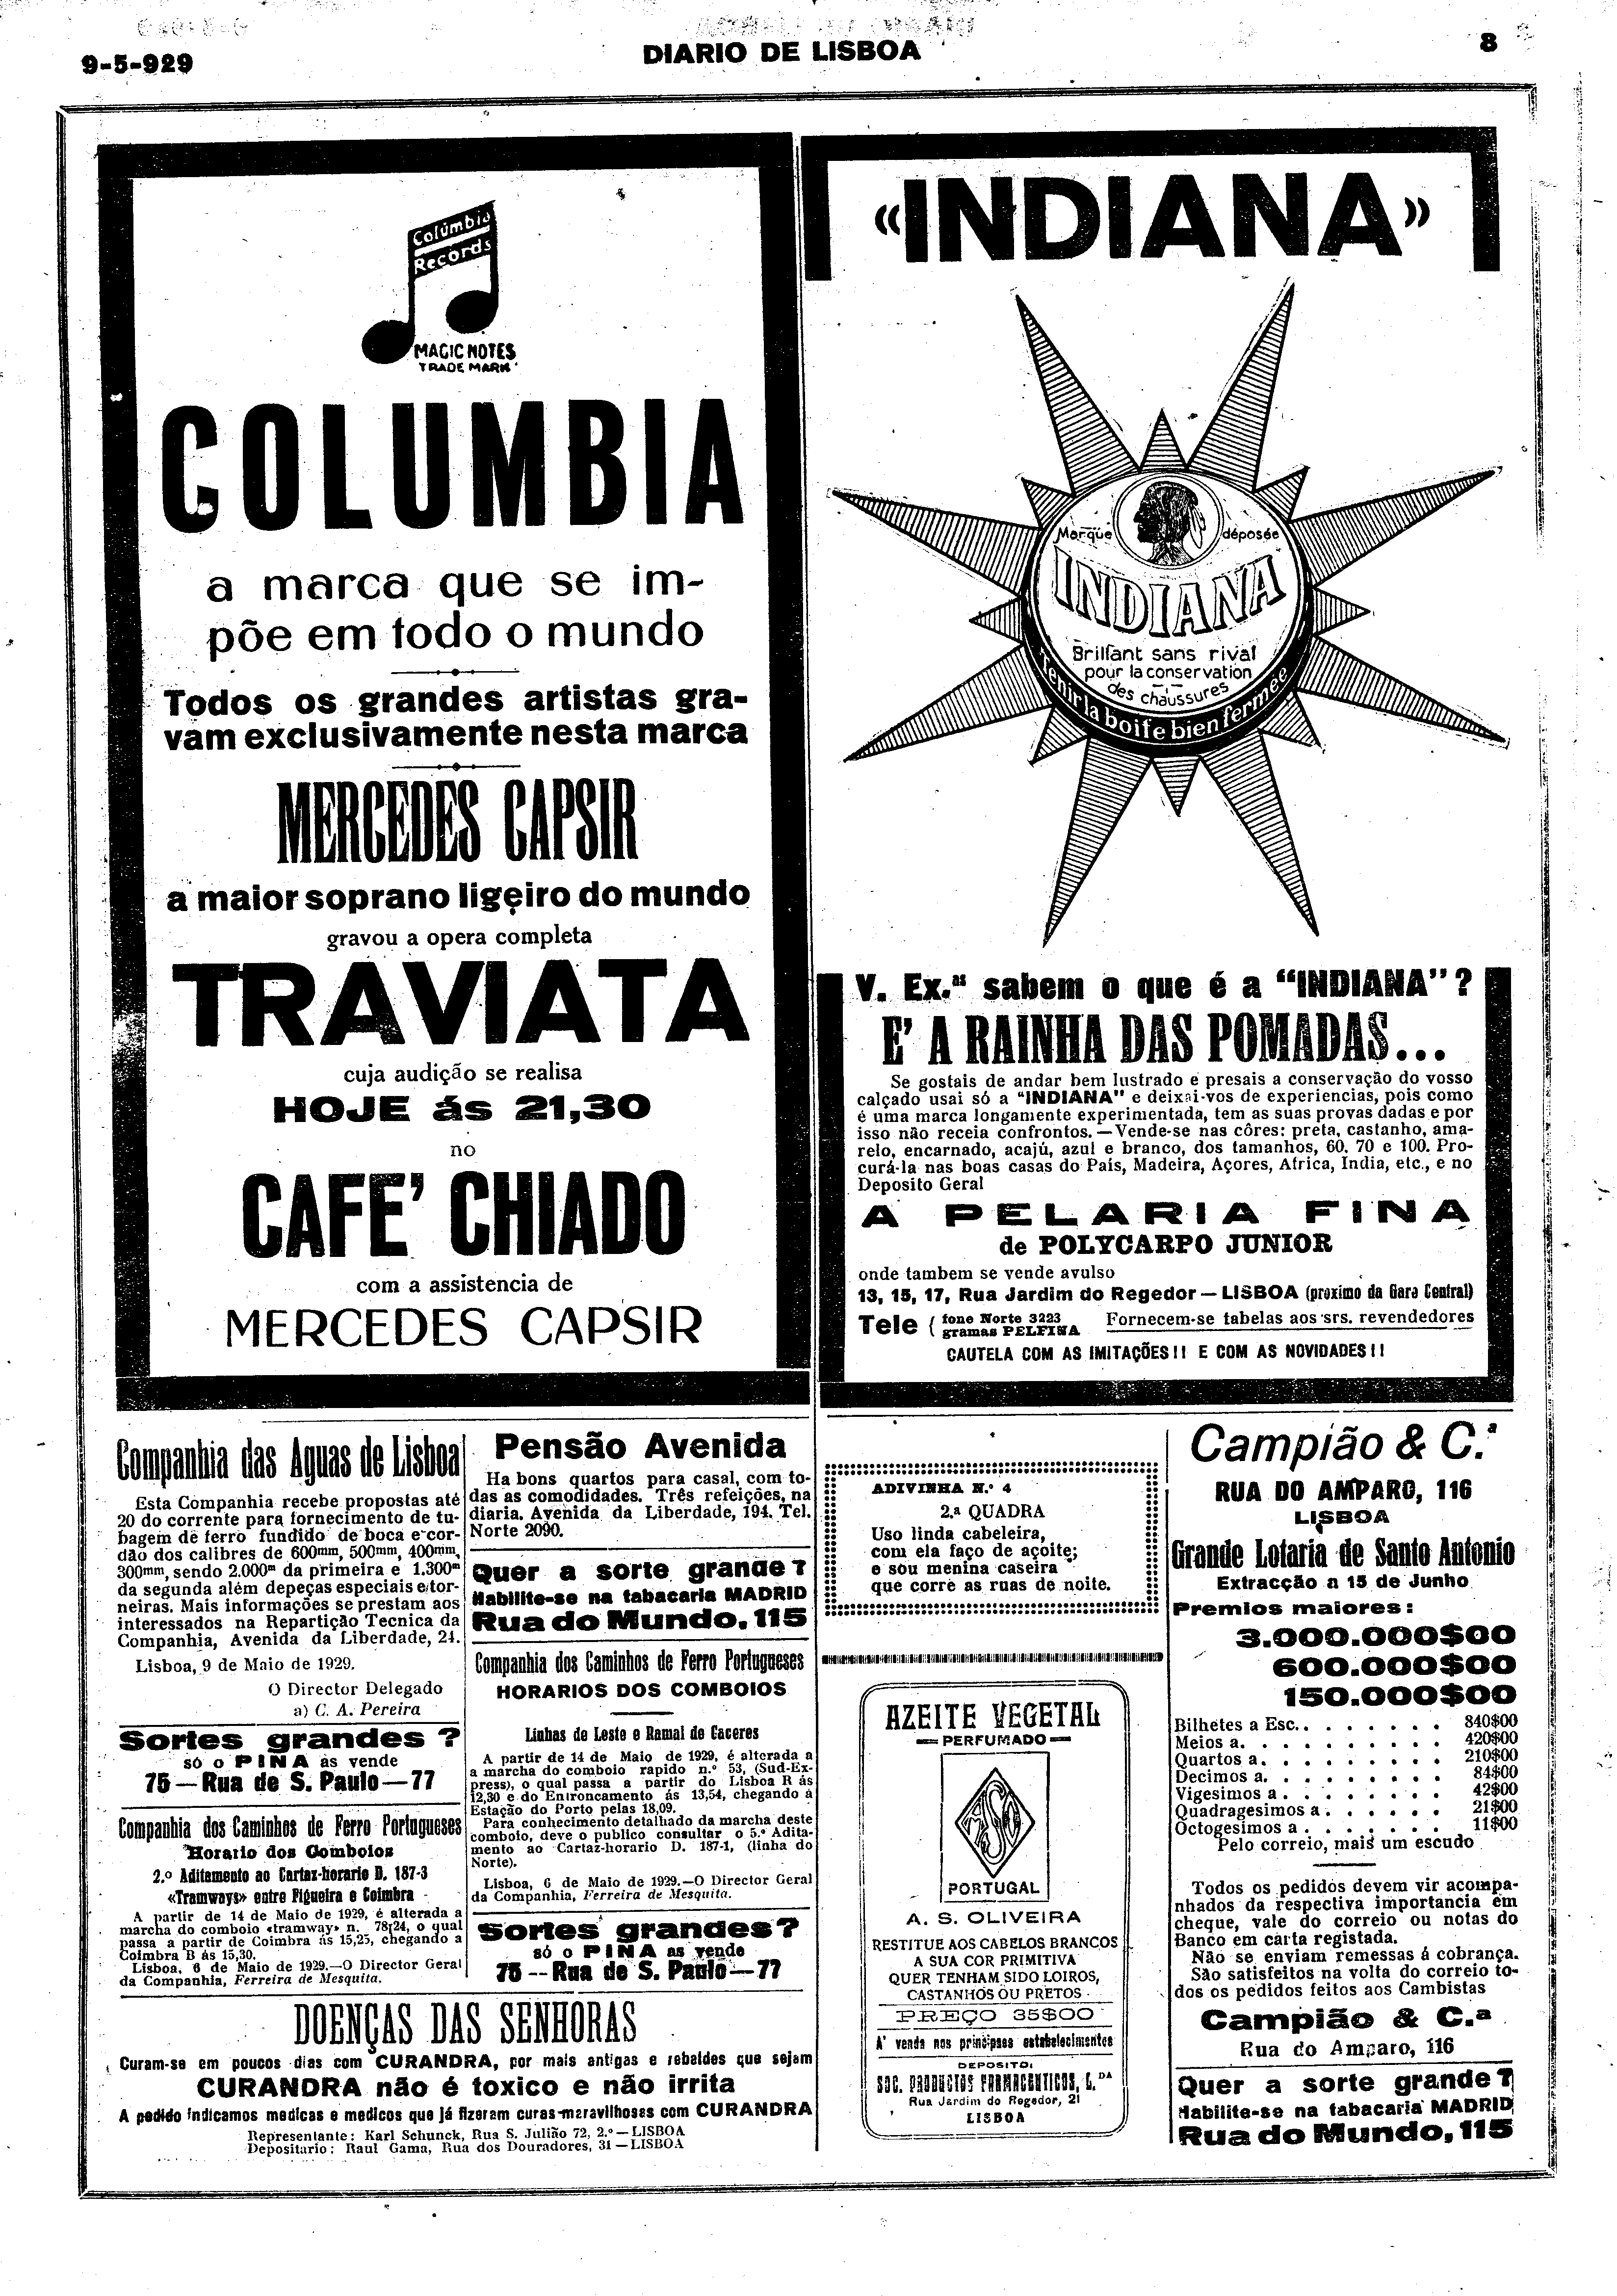 9-5-929
DIARIO DE LISBOA
8
Columbia
Records
MAGIC NOTES
TRADE MARK
COLUMBIA
a marca que se im-
põe em todo o mundo
Todos os grandes artistas gra-
vam exclusivamente nesta marca
MERCEDES CAPSIR
a maior soprano ligeiro do mundo
gravou a opera completa
TRAVIATA
cuja audição se realisa
HOJE ás 21,30
no
CAFE' CHIADO
com a assistencia de
MERCEDES CAPSIR
«INDIANA»
Marque déposée
INDIANA
Brillant sans rival
pour la conservation
des chaussures
Tenir la boite bien fermée
V. Ex.ªˢ sabem o que é a "INDIANA"?
E' A RAINHA DAS POMADAS...
Se gostais de andar bem lustrado e presais a conservação do vosso
calçado usai só a "INDIANA" e deixai-vos de experiencias, pois como
é uma marca longamente experimentada, tem as suas provas dadas e por
isso não receia confrontos. — Vende-se nas côres: preta, castanho, ama-
relo, encarnado, acajú, azul e branco, dos tamanhos, 60, 70 e 100. Pro-
curá-la nas boas casas do País, Madeira, Açores, Africa, India, etc., e no
Deposito Geral
A PELARIA FINA
de POLYCARPO JUNIOR
onde tambem se vende avulso
13, 15, 17, Rua Jardim do Regedor — LISBOA (proximo da Gare Central)
Tele ( fone Norte 3223
gramas PELFINA
Fornecem-se tabelas aos srs. revendedores
CAUTELA COM AS IMITAÇÕES!! E COM AS NOVIDADES!!
Companhia das Aguas de Lisboa
Esta Companhia recebe propostas até
20 do corrente para fornecimento de tu-
bagem de ferro fundido de boca e cor-
dão dos calibres de 600mm, 500mm, 400mm,
300mm, sendo 2.000m da primeira e 1.300m
da segunda além depeças especiais e tor-
neiras. Mais informações se prestam aos
interessados na Repartição Tecnica da
Companhia, Avenida da Liberdade, 24.
Lisboa, 9 de Maio de 1929.
O Director Delegado
a) C. A. Pereira
Sortes grandes ?
só o PINA as vende
75 — Rua de S. Paulo — 77
Companhia dos Caminhos de Ferro Portugueses
Horario dos Comboios
2.º Aditamento ao Cartaz-horario D. 187-3
«Tramways» entre Figueira e Coimbra
A partir de 14 de Maio de 1929, é alterada a
marcha do comboio «tramway» n. 78124, o qual
passa a partir de Coimbra ás 15,25, chegando a
Coimbra B ás 15,30.
Lisboa, 6 de Maio de 1929.—O Director Geral
da Companhia, Ferreira de Mesquita.
Pensão Avenida
Ha bons quartos para casal, com to-
das as comodidades. Três refeições, na
diaria. Avenida da Liberdade, 194. Tel.
Norte 2090.
Quer a sorte grande ?
Habilite-se na tabacaria MADRID
Rua do Mundo, 115
Companhia dos Caminhos de Ferro Portugueses
HORARIOS DOS COMBOIOS
Linhas de Leste e Ramal de Caceres
A partir de 14 de Maio de 1929, é alterada a
a marcha do comboio rapido n.º 53, (Sud-Ex-
press), o qual passa a partir do Lisboa R ás
12,30 e do Entroncamento ás 13,54, chegando á
Estação do Porto pelas 18,09.
Para conhecimento detalhado da marcha deste
comboio, deve o publico consultar o 5.º Adita-
mento ao Cartaz-horario D. 187-1, (linha do
Norte).
Lisboa, 6 de Maio de 1929.—O Director Geral
da Companhia, Ferreira de Mesquita.
Sortes grandes?
só o PINA as vende
75 — Rua de S. Paulo — 77
DOENÇAS DAS SENHORAS
Curam-se em poucos dias com CURANDRA, por mais antigas e rebeldes que sejam
CURANDRA não é toxico e não irrita
A pedido indicamos medicas e medicos que já fizeram curas maravilhosas com CURANDRA
Representante: Karl Schunck, Rua S. Julião 72, 2.º — LISBOA
Depositario: Raul Gama, Rua dos Douradores, 31 — LISBOA
ADIVINHA N.º 4
2.ª QUADRA
Uso linda cabeleira,
com ela faço de açoite;
e sou menina caseira
que corre as ruas de noite.
AZEITE VEGETAL
PERFUMADO
ASO
PORTUGAL
A. S. OLIVEIRA
RESTITUE AOS CABELOS BRANCOS
A SUA COR PRIMITIVA
QUER TENHAM SIDO LOIROS,
CASTANHOS OU PRETOS
PREÇO 35$00
A' venda nos principaes estabelecimentos
DEPOSITO:
SOC. PRODUCTOS FARMACEUTICOS, L.DA
Rua Jardim do Regedor, 21
LISBOA
Campião & C.ª
RUA DO AMPARO, 116
LISBOA
Grande Lotaria de Santo Antonio
Extracção a 15 de Junho
Premios maiores:
3.000.000$00
600.000$00
150.000$00
Bilhetes a Esc. . . . . . . . 840$00
Meios a. . . . . . . . . . 420$00
Quartos a. . . . . . . . . 210$00
Decimos a. . . . . . . . . 84$00
Vigesimos a . . . . . . . . 42$00
Quadragesimos a . . . . . . 21$00
Octogesimos a . . . . . . . 11$00
Pelo correio, mais um escudo
Todos os pedidos devem vir acompa-
nhados da respectiva importancia em
cheque, vale do correio ou notas do
Banco em carta registada.
Não se enviam remessas á cobrança.
São satisfeitos na volta do correio to-
dos os pedidos feitos aos Cambistas
Campião & C.ª
Rua do Amparo, 116
Quer a sorte grande ?
Habilite-se na tabacaria MADRID
Rua do Mundo, 115